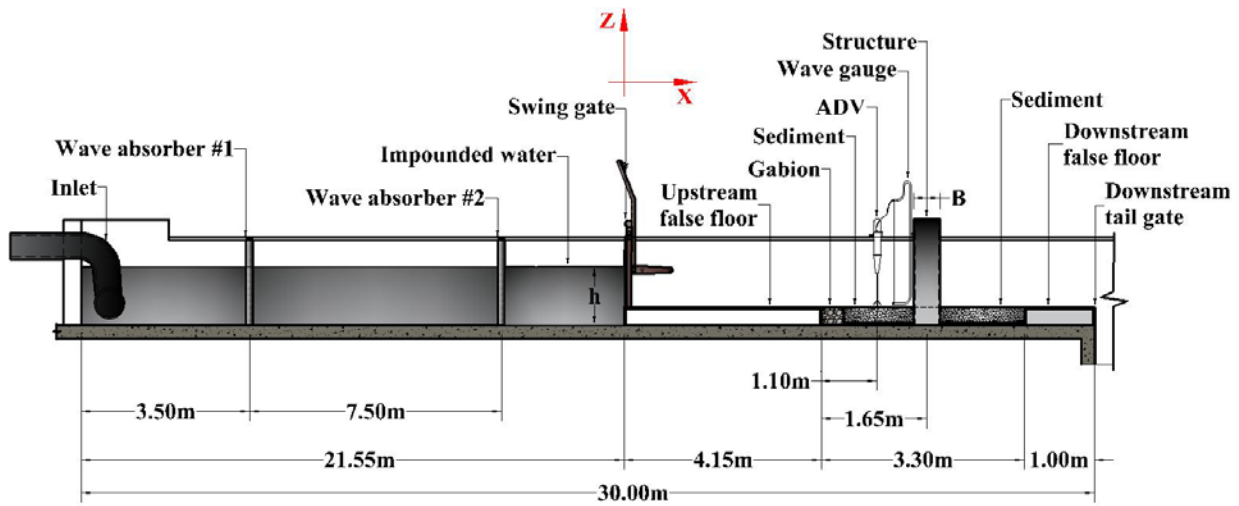 Z
X
Structure
Wave gauge
ADV
Sediment
Gabion
Swing gate
Sediment
Downstream
false floor
Downstream
tail gate
Wave absorber #1
Inlet
Impounded water
Wave absorber #2
Upstream
false floor
B
h
1.10m
3.50m
7.50m
1.65m
21.55m
4.15m
3.30m
1.00m
30.00m